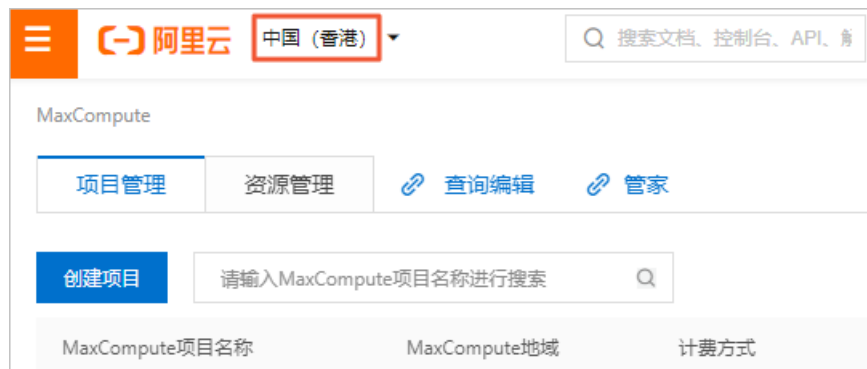 阿里云 中国（香港） 搜索文档、控制台、API、
MaxCompute
项目管理 资源管理 查询编辑 管家
创建项目 请输入MaxCompute项目名称进行搜索
MaxCompute项目名称 MaxCompute地域 计费方式